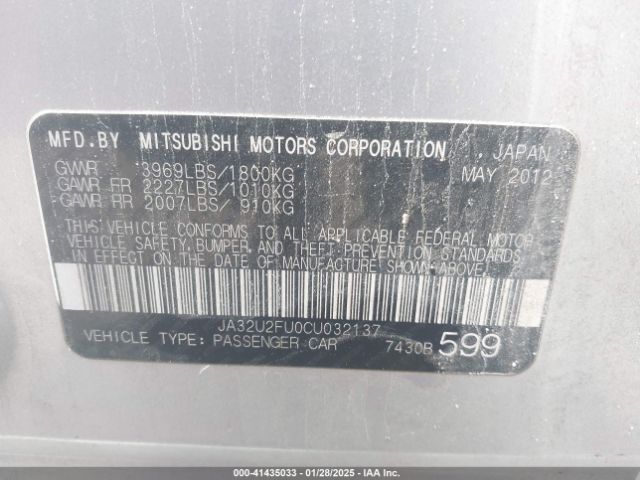 MFD.BY MITSUBISHI MOTORS CORPORATION JAPAN
GVWR 3969LBS/1800KG MAY 2012
GAWR FR 2227LBS/1010KG
GAWR RR 2007LBS/ 910KG
THIS VEHICLE CONFORMS TO ALL APPLICABLE FEDERAL MOTOR
VEHICLE SAFETY, BUMPER, AND THEFT PREVENTION STANDARDS
IN EFFECT ON THE DATE OF MANUFACTURE SHOWN ABOVE.
JA32U2FU0CU032137
VEHICLE TYPE: PASSENGER CAR 7430B 599
000-41435033 - 01/28/2025 - IAA Inc.